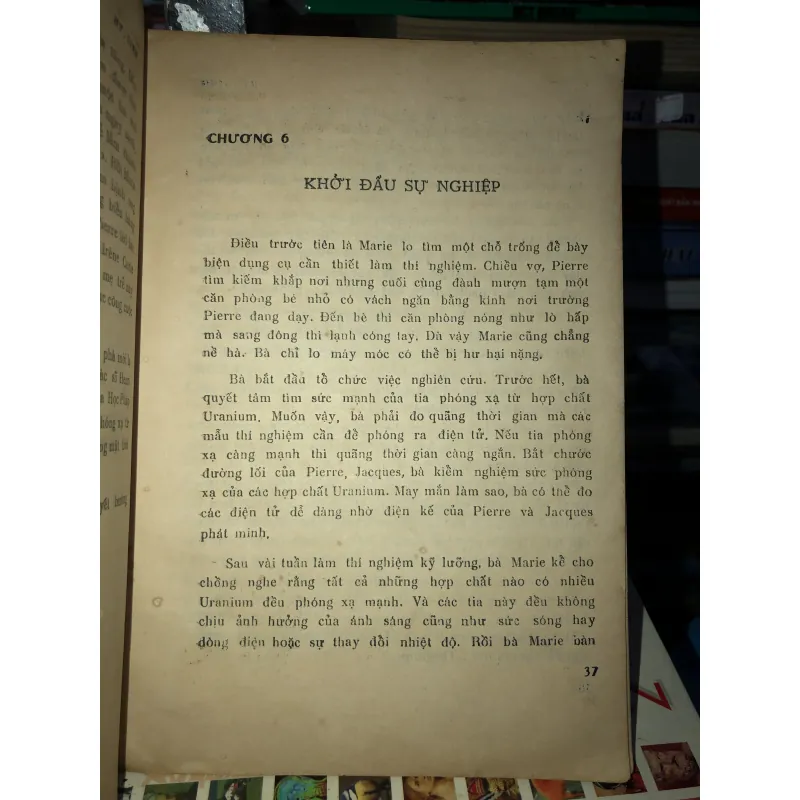 CHƯƠNG 6
KHỞI ĐẦU SỰ NGHIỆP
Điều trước tiên là Marie lo tìm một chỗ trống để bày
biện dụng cụ cần thiết làm thí nghiệm. Chiều vợ, Pierre
tìm kiếm khắp nơi nhưng cuối cùng đành mượn tạm một
căn phòng bé nhỏ có vách ngăn bằng kính nơi trường
Pierre đang dạy. Đến hè thì căn phòng nóng như lò hấp
mà sang đông thì lạnh cóng tay. Dù vậy Marie cũng chẳng
nề hà. Bà chỉ lo máy móc có thể bị hư hại nặng.
Bà bắt đầu tổ chức việc nghiên cứu. Trước hết, bà
quyết tâm tìm sức mạnh của tia phóng xạ từ hợp chất
Uranium. Muốn vậy, bà phải đo quãng thời gian mà các
mẫu thí nghiệm cần để phóng ra điện tử. Nếu tia phóng
xạ càng mạnh thì quãng thời gian càng ngắn. Bắt chước
đường lối của Pierre, Jacques, bà kiểm nghiệm sức phóng
xạ của các hợp chất Uranium. May mắn làm sao, bà có thể đo
các điện tử dễ dàng nhờ điện kế của Pierre và Jacques
phát minh.
Sau vài tuần làm thí nghiệm kỹ lưỡng, bà Marie kể cho
chồng nghe rằng tất cả những hợp chất nào có nhiều
Uranium đều phóng xạ mạnh. Và các tia này đều không
chịu ảnh hưởng của ánh sáng cũng như sức sóng hay
dòng điện hoặc sự thay đổi nhiệt độ. Rồi bà Marie bàn
37